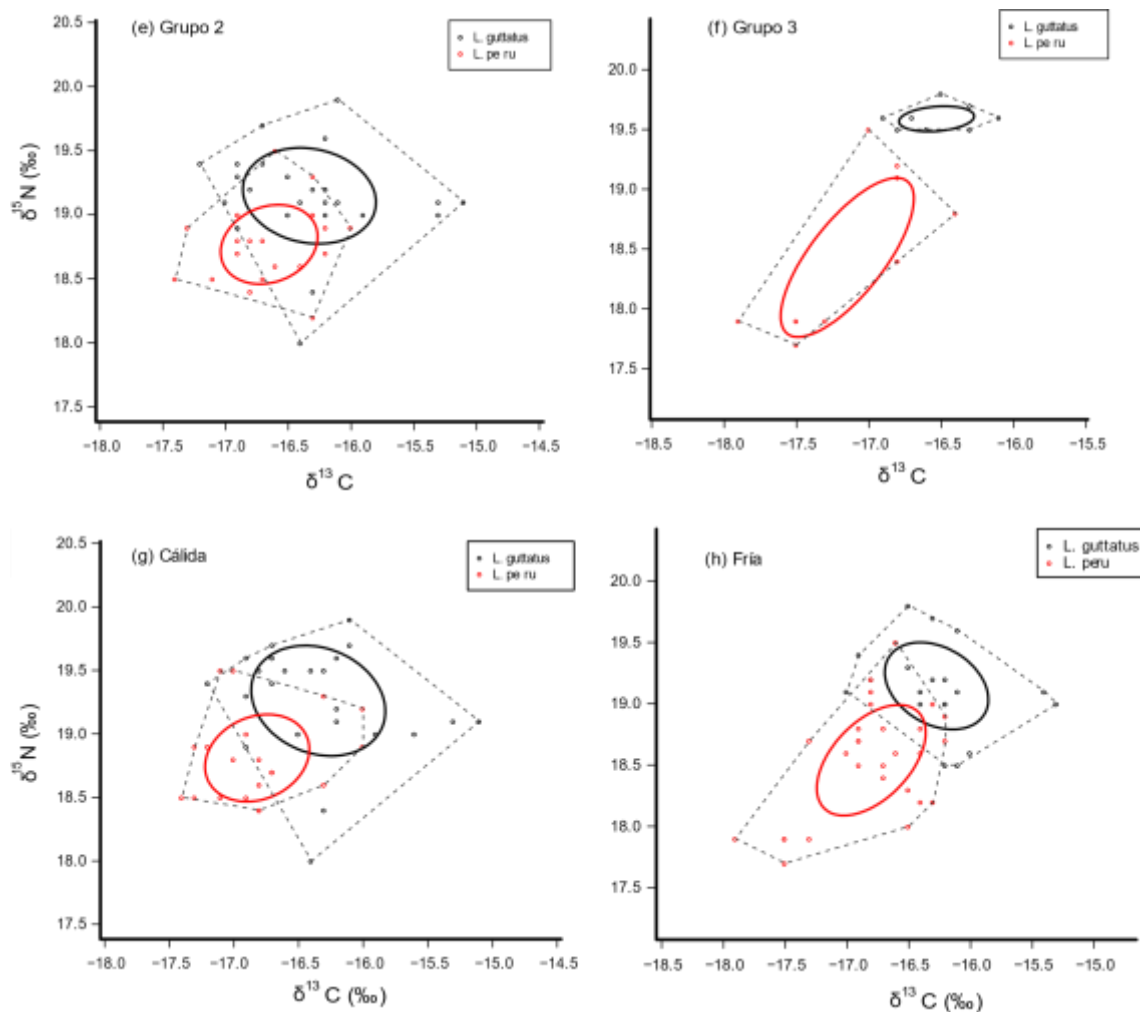 (e) Grupo 2
L. guttatus
L. pe ru
20.5
20.0
19.5
19.0
18.5
18.0
17.5
δ15N (‰)
−18.0 −17.5 −17.0 −16.5 −16.0 −15.5 −15.0 −14.5
δ13 C
(f) Grupo 3
L. guttatus
L. pe ru
20.0
19.5
19.0
18.5
18.0
17.5
−18.5 −18.0 −17.5 −17.0 −16.5 −16.0 −15.5
δ13 C
(g) Cálida
L. guttatus
L. pe ru
20.5
20.0
19.5
19.0
18.5
18.0
17.5
δ15N (‰)
−18.0 −17.5 −17.0 −16.5 −16.0 −15.5 −15.0 −14.5
δ13 C (‰)
(h) Fría
L. guttatus
L. peru
20.0
19.5
19.0
18.5
18.0
17.5
−18.5 −18.0 −17.5 −17.0 −16.5 −16.0 −15.5 −15.0
δ13 C (‰)